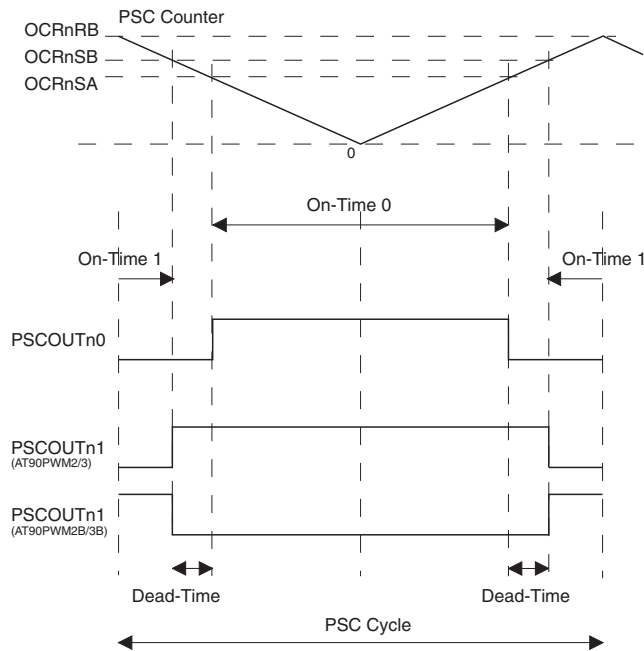 PSC Counter
OCRnRB
OCRnSB
OCRnSA
0
On-Time 0
On-Time 1
On-Time 1
PSCOUTn0
PSCOUTn1
(AT90PWM2/3)
PSCOUTn1
(AT90PWM2B/3B)
Dead-Time
Dead-Time
PSC Cycle